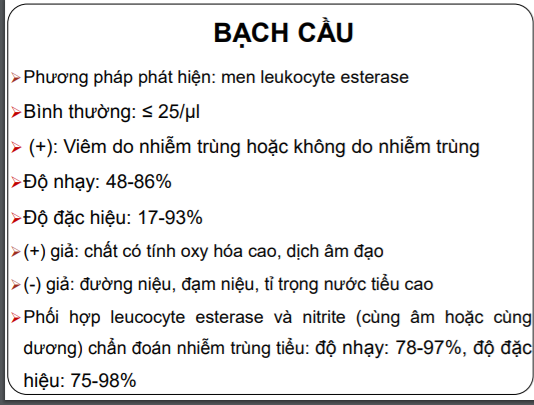 BẠCH CẦU
➢Phương pháp phát hiện: men leukocyte esterase
➢Bình thường: ≤ 25/µl
➢ (+): Viêm do nhiễm trùng hoặc không do nhiễm trùng
➢Độ nhạy: 48-86%
➢Độ đặc hiệu: 17-93%
➢(+) giả: chất có tính oxy hóa cao, dịch âm đạo
➢(-) giả: đường niệu, đạm niệu, tỉ trọng nước tiểu cao
➢Phối hợp leucocyte esterase và nitrite (cùng âm hoặc cùng
dương) chẩn đoán nhiễm trùng tiểu: độ nhạy: 78-97%, độ đặc
hiệu: 75-98%